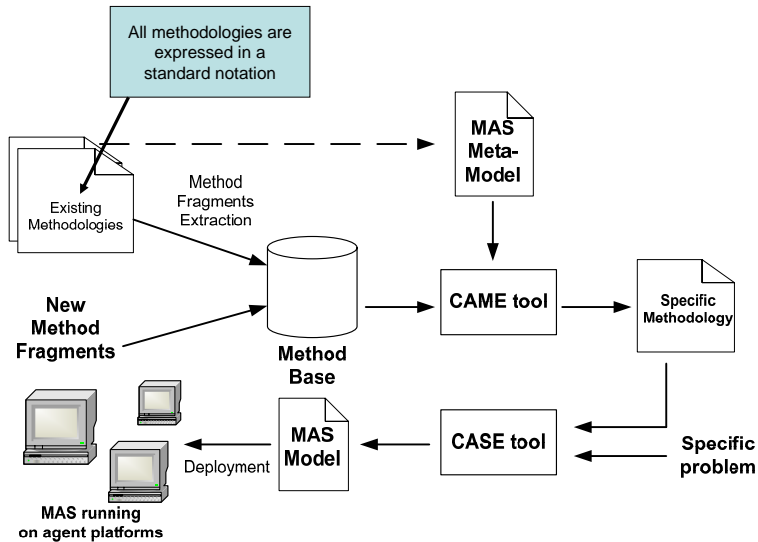 All methodologies are
expressed in a
standard notation
MAS
Meta-
Model
Existing
Methodologies
Method
Fragments
Extraction
New
Method
Fragments
Method
Base
CAME tool
Specific
Methodology
MAS
Model
CASE tool
Specific
problem
Deployment
MAS running
on agent platforms